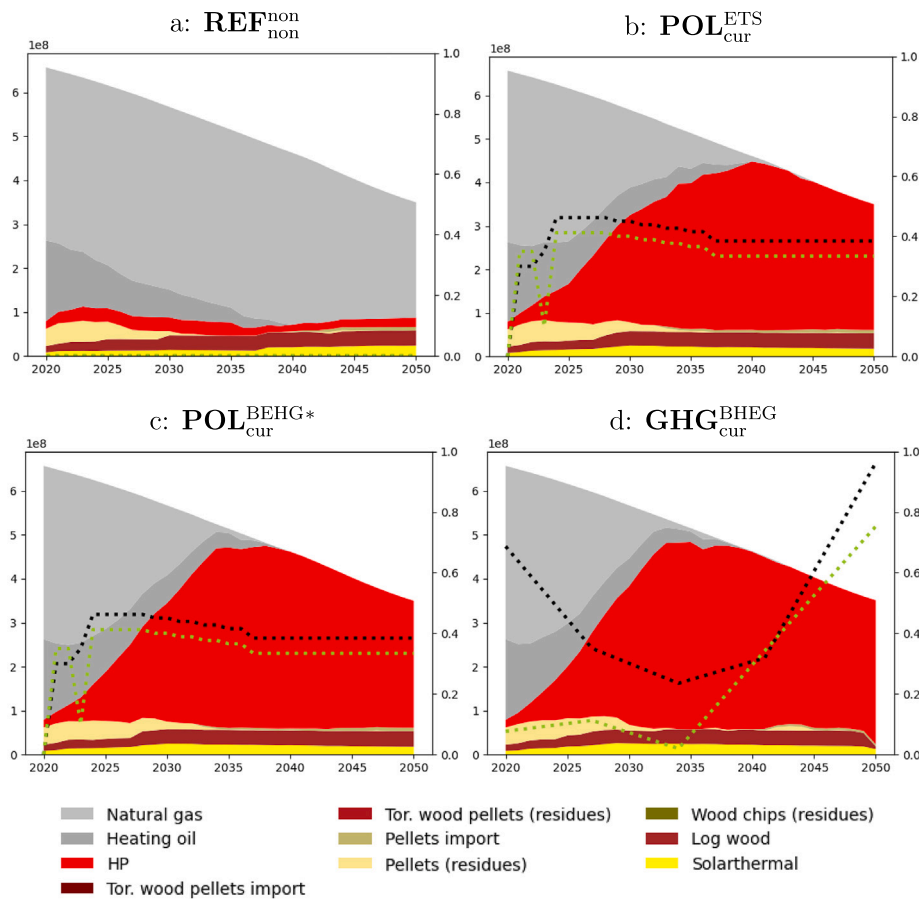 a: REF^non_non
b: POL^ETS_cur
1e8
1.0
0.8
0.6
0.4
0.2
0.0
6
5
4
3
2
1
0
2020 2025 2030 2035 2040 2045 2050
1e8
1.0
0.8
0.6
0.4
0.2
0.0
6
5
4
3
2
1
0
2020 2025 2030 2035 2040 2045 2050
c: POL^BEHG*_cur
d: GHG^BHEG_cur
1e8
1.0
0.8
0.6
0.4
0.2
0.0
6
5
4
3
2
1
0
2020 2025 2030 2035 2040 2045 2050
1e8
1.0
0.8
0.6
0.4
0.2
0.0
6
5
4
3
2
1
0
2020 2025 2030 2035 2040 2045 2050
Natural gas
Heating oil
HP
Tor. wood pellets import
Tor. wood pellets (residues)
Pellets import
Pellets (residues)
Wood chips (residues)
Log wood
Solarthermal